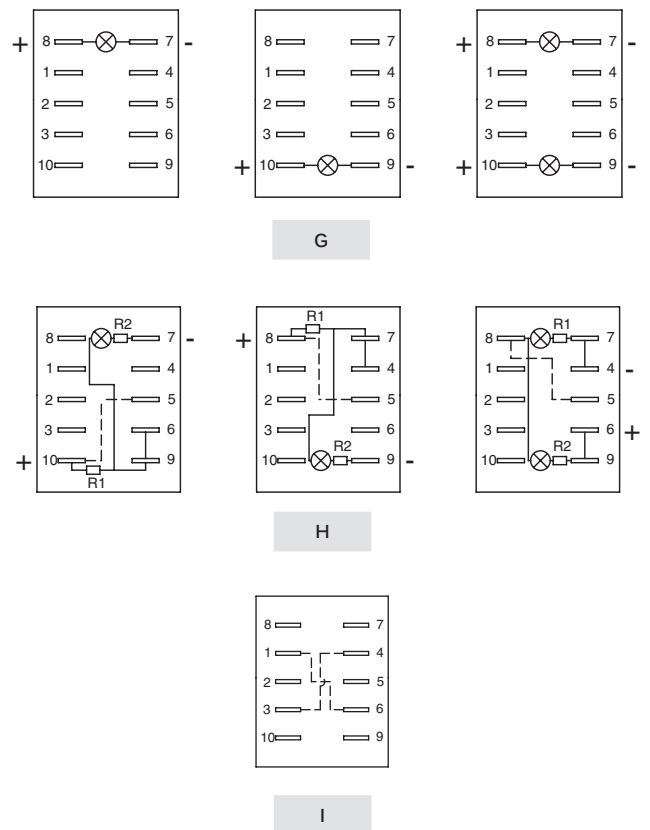 + 8 7 - 8 7 + 8 7 -
1 4 1 4 1 4
2 5 2 5 2 5
3 6 3 6 3 6
10 9 + 10 9 - + 10 9 -
G
R2 R1 R1
8 7 - + 8 7 8 7
1 4 1 4 1 4 -
2 5 2 5 2 5
3 6 3 6 3 6 +
R2 R2
+ 10 9 10 9 - 10 9
R1
H
8 7
1 4
2 5
3 6
10 9
I